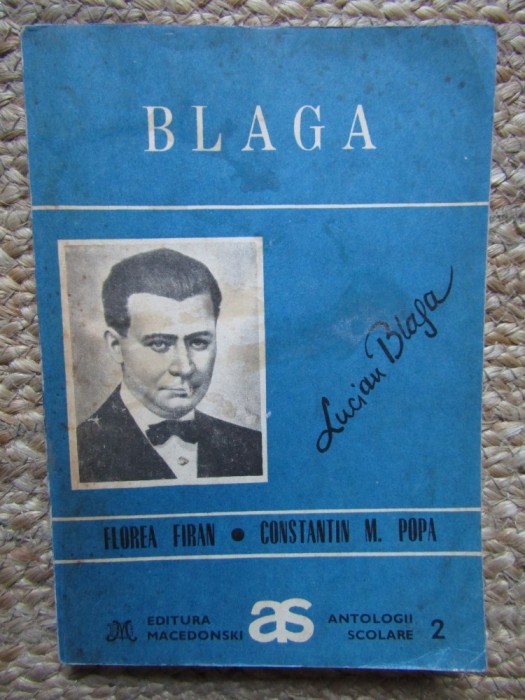 BLAGA
Lucian Blaga
FLOREA FIRAN • CONSTANTIN M. POPA
EDITURA
MACEDONSKI
as
ANTOLOGII
SCOLARE 2